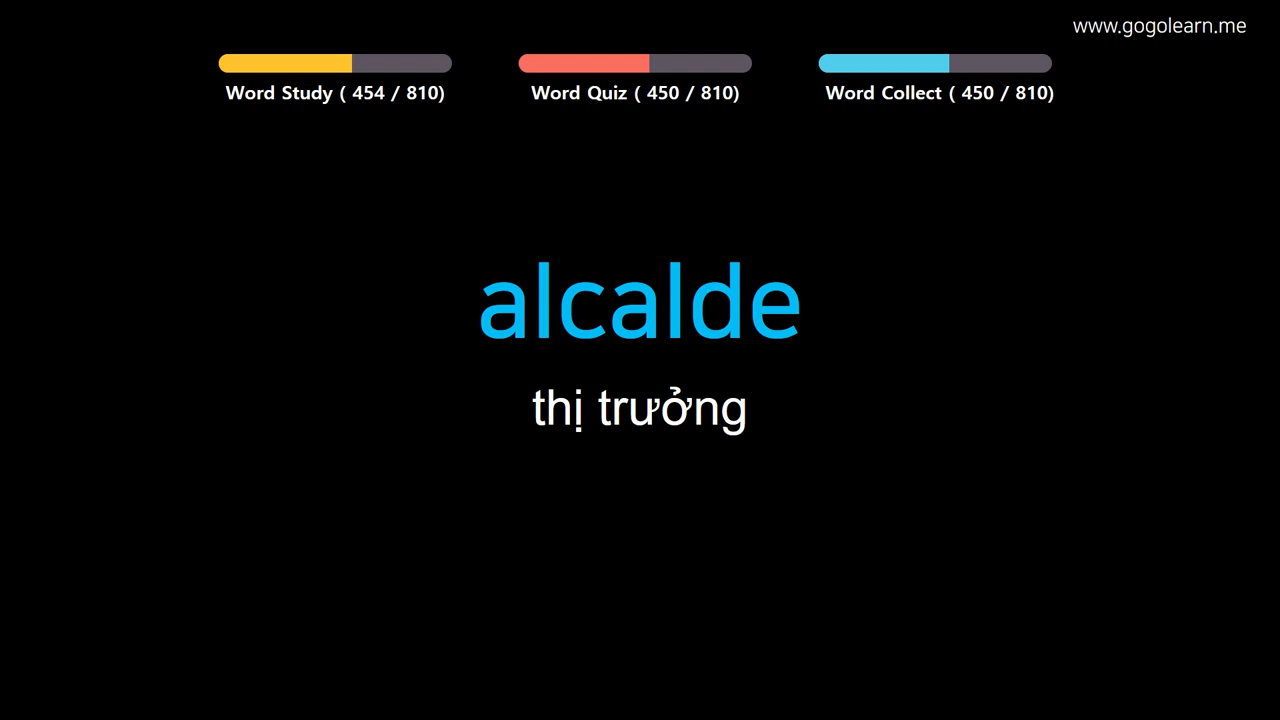 www.gogolearn.me
Word Study ( 454 / 810)
Word Quiz ( 450 / 810)
Word Collect ( 450 / 810)
alcalde
thị trưởng